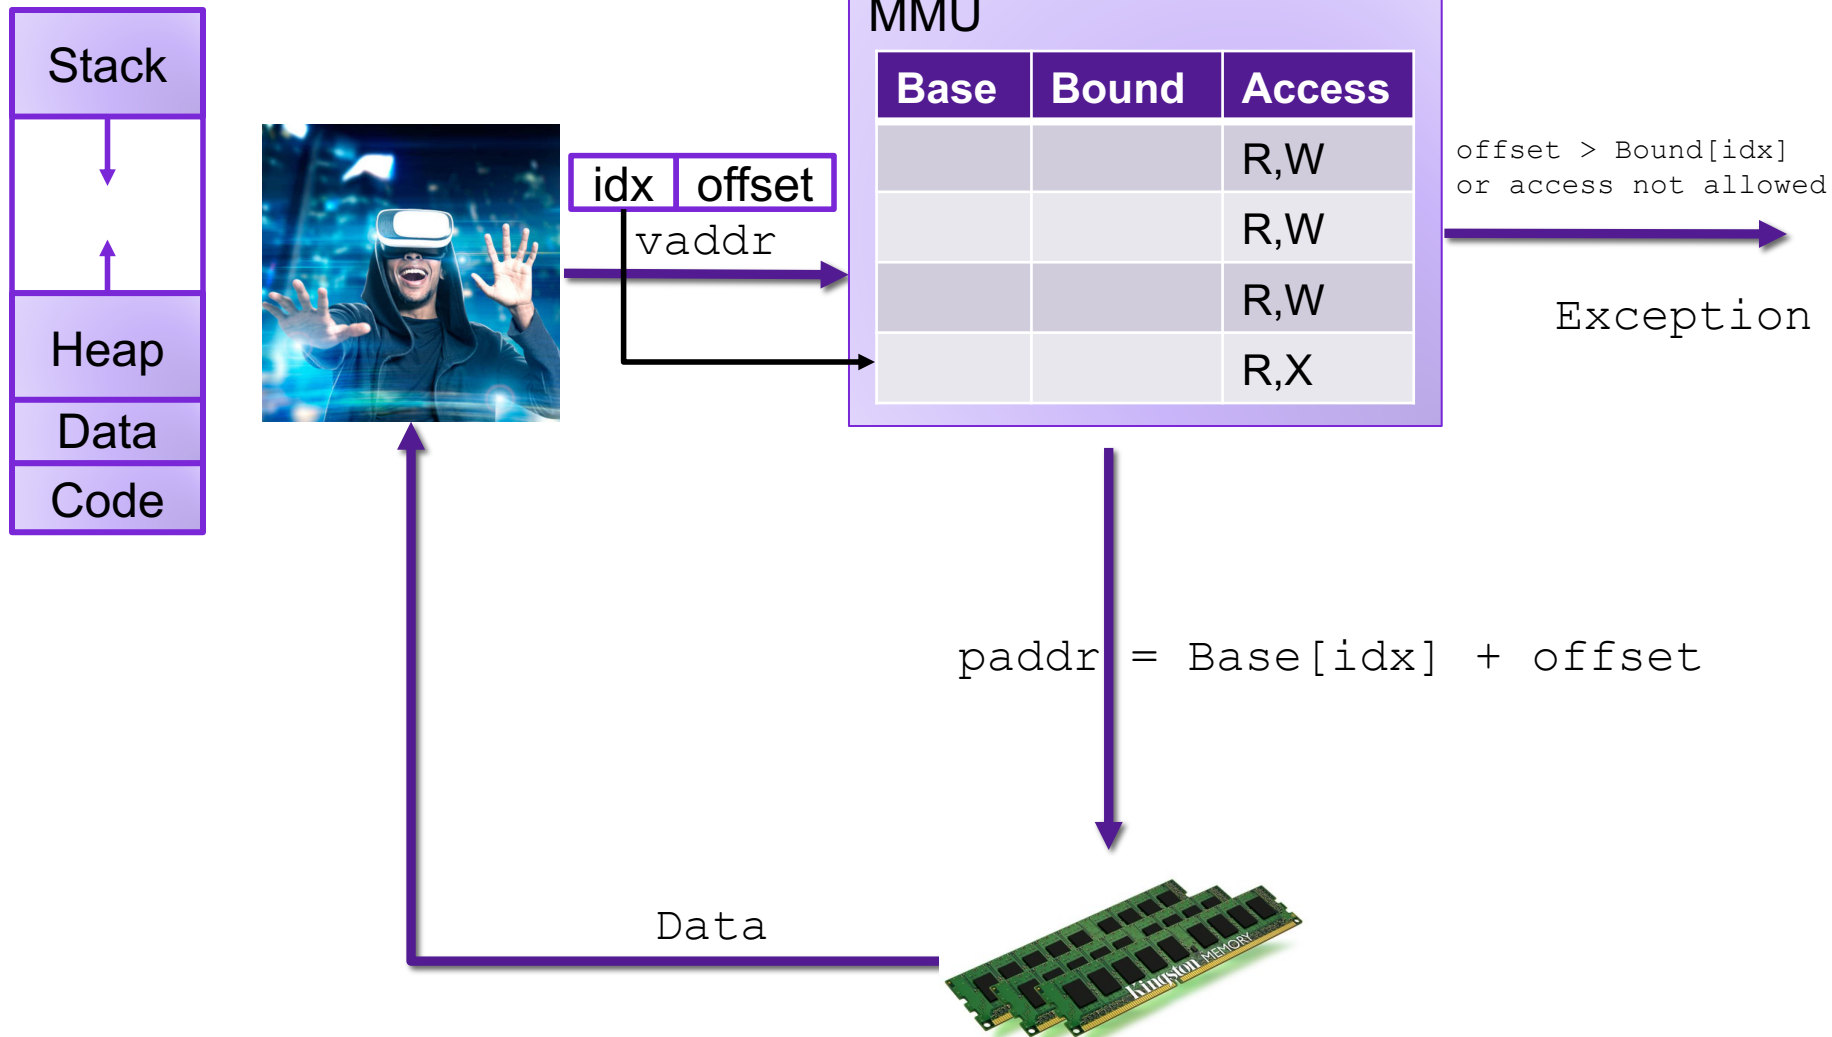 Stack
Heap
Data
Code
idx offset
vaddr
MMU
Base Bound Access
R,W
R,W
R,W
R,X
offset > Bound[idx]
or access not allowed
Exception
paddr = Base[idx] + offset
Data
Kingston MEMORY